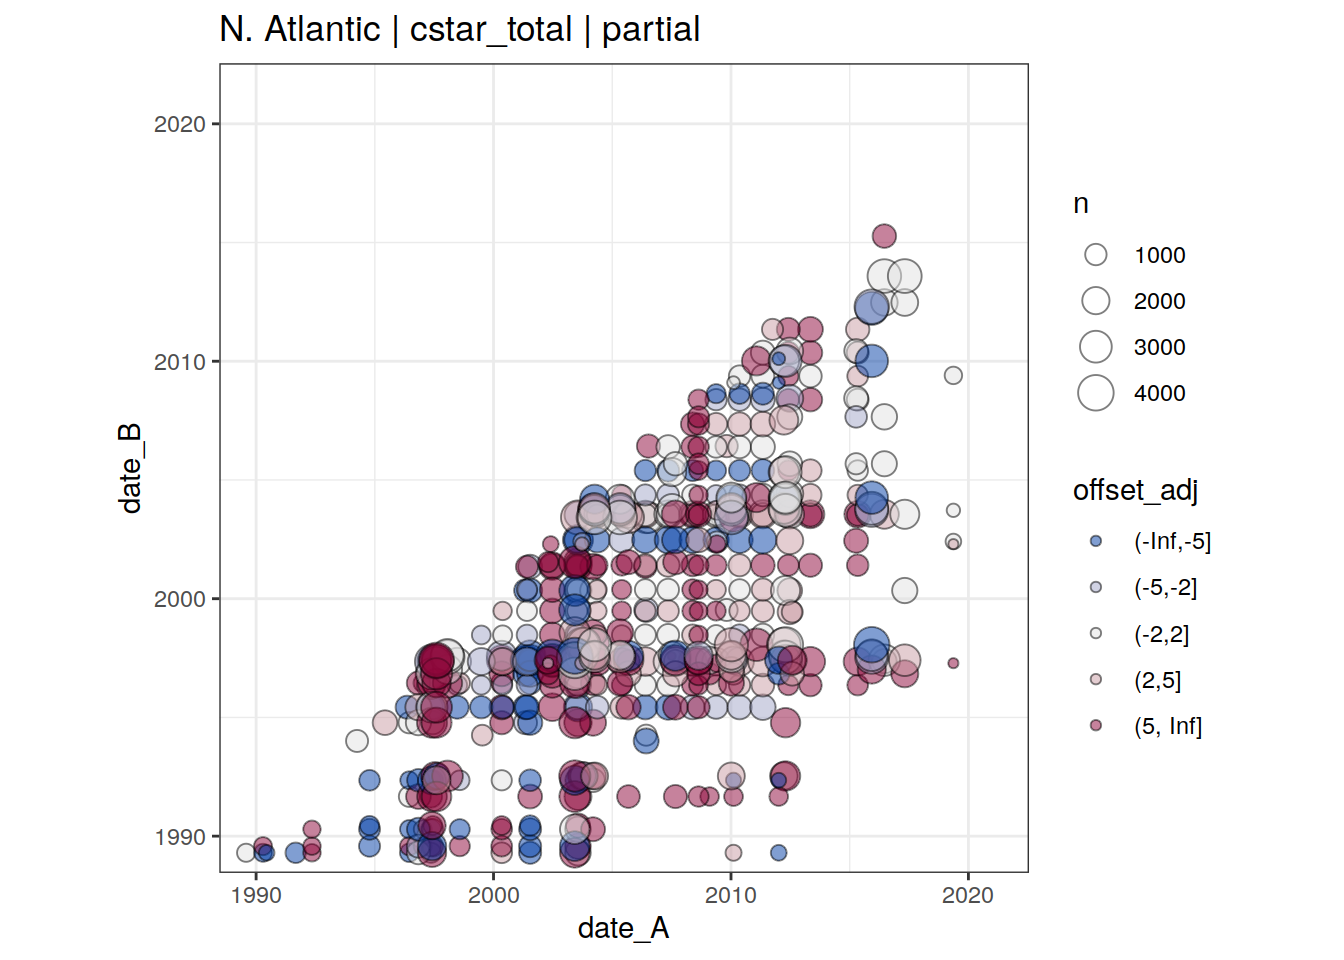 N. Atlantic | cstar_total | partial
date_B
2020
2010
2000
1990
1990
2000
2010
2020
date_A
n
1000
2000
3000
4000
offset_adj
(-Inf,-5]
(-5,-2]
(-2,2]
(2,5]
(5, Inf]